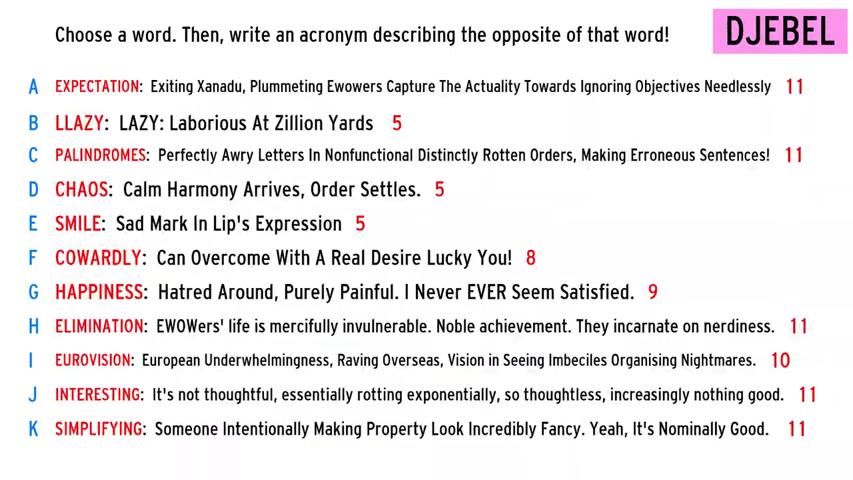 Choose a word. Then, write an acronym describing the opposite of that word!
DJEBEL
A EXPECTATION: Exiting Xanadu, Plummeting Ewowers Capture The Actuality Towards Ignoring Objectives Needlessly 11
B LLAZY: LAZY: Laborious At Zillion Yards 5
C PALINDROMES: Perfectly Awry Letters In Nonfunctional Distinctly Rotten Orders, Making Erroneous Sentences! 11
D CHAOS: Calm Harmony Arrives, Order Settles. 5
E SMILE: Sad Mark In Lip's Expression 5
F COWARDLY: Can Overcome With A Real Desire Lucky You! 8
G HAPPINESS: Hatred Around, Purely Painful. I Never EVER Seem Satisfied. 9
H ELIMINATION: EWOWers' life is mercifully invulnerable. Noble achievement. They incarnate on nerdiness. 11
I EUROVISION: European Underwhelmingness, Raving Overseas, Vision in Seeing Imbeciles Organising Nightmares. 10
J INTERESTING: It's not thoughtful, essentially rotting exponentially, so thoughtless, increasingly nothing good. 11
K SIMPLIFYING: Someone Intentionally Making Property Look Incredibly Fancy. Yeah, It's Nominally Good. 11